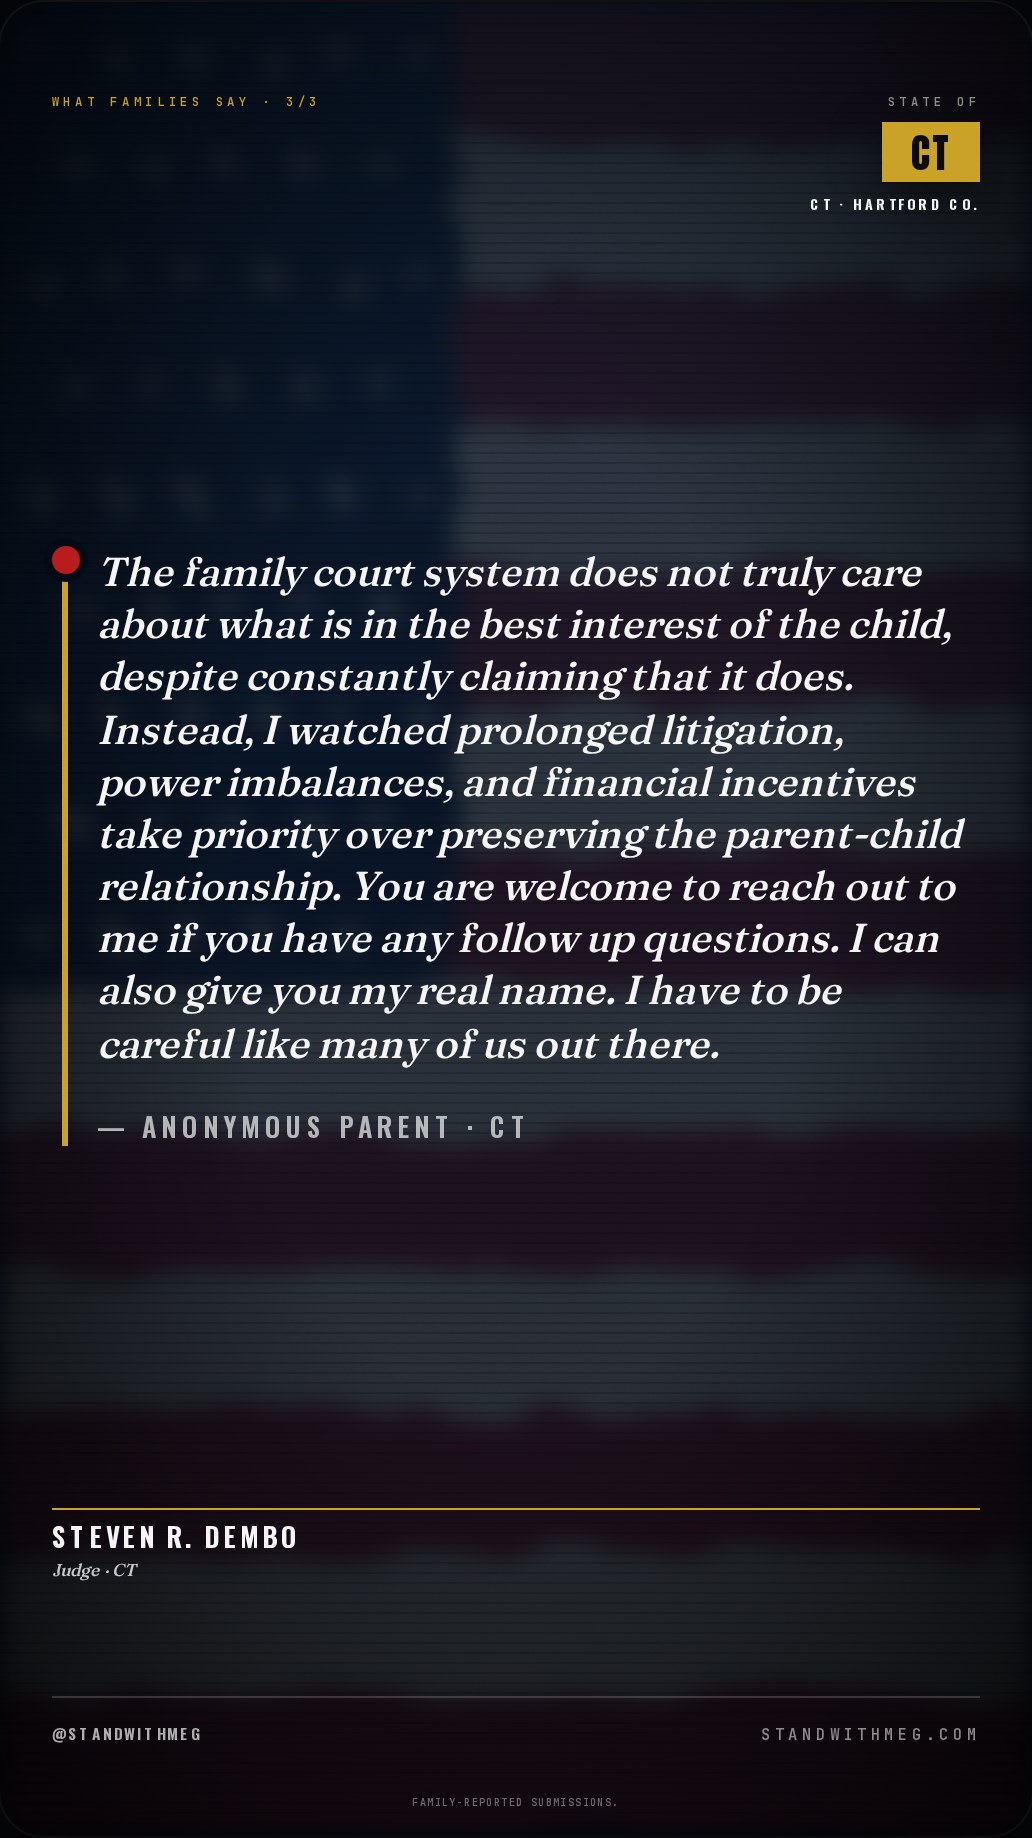 WHAT FAMILIES SAY · 3/3
STATE OF
CT
CT · HARTFORD CO.
The family court system does not truly care
about what is in the best interest of the child,
despite constantly claiming that it does.
Instead, I watched prolonged litigation,
power imbalances, and financial incentives
take priority over preserving the parent-child
relationship. You are welcome to reach out to
me if you have any follow up questions. I can
also give you my real name. I have to be
careful like many of us out there.
— ANONYMOUS PARENT · CT
STEVEN R. DEMBO
Judge · CT
@STANDWITHMEG
STANDWITHMEG.COM
FAMILY-REPORTED SUBMISSIONS.